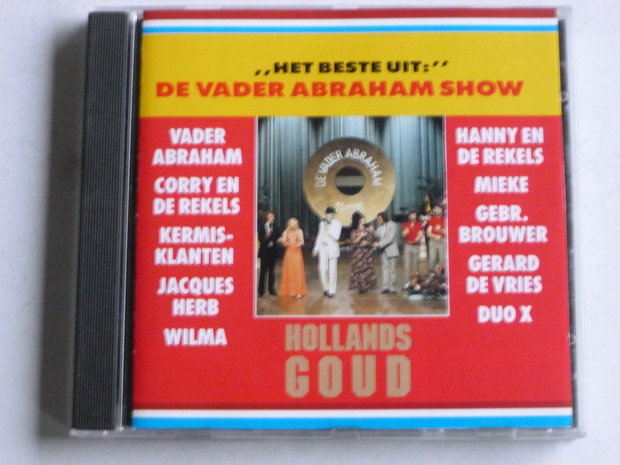 ,,HET BESTE UIT:''
DE VADER ABRAHAM SHOW
VADER
ABRAHAM
CORRY EN
DE REKELS
KERMIS-
KLANTEN
JACQUES
HERB
WILMA
DE VADER ABRAHAM
Show
HANNY EN
DE REKELS
MIEKE
GEBR.
BROUWER
GERARD
DE VRIES
DUO X
HOLLANDS
GOUD